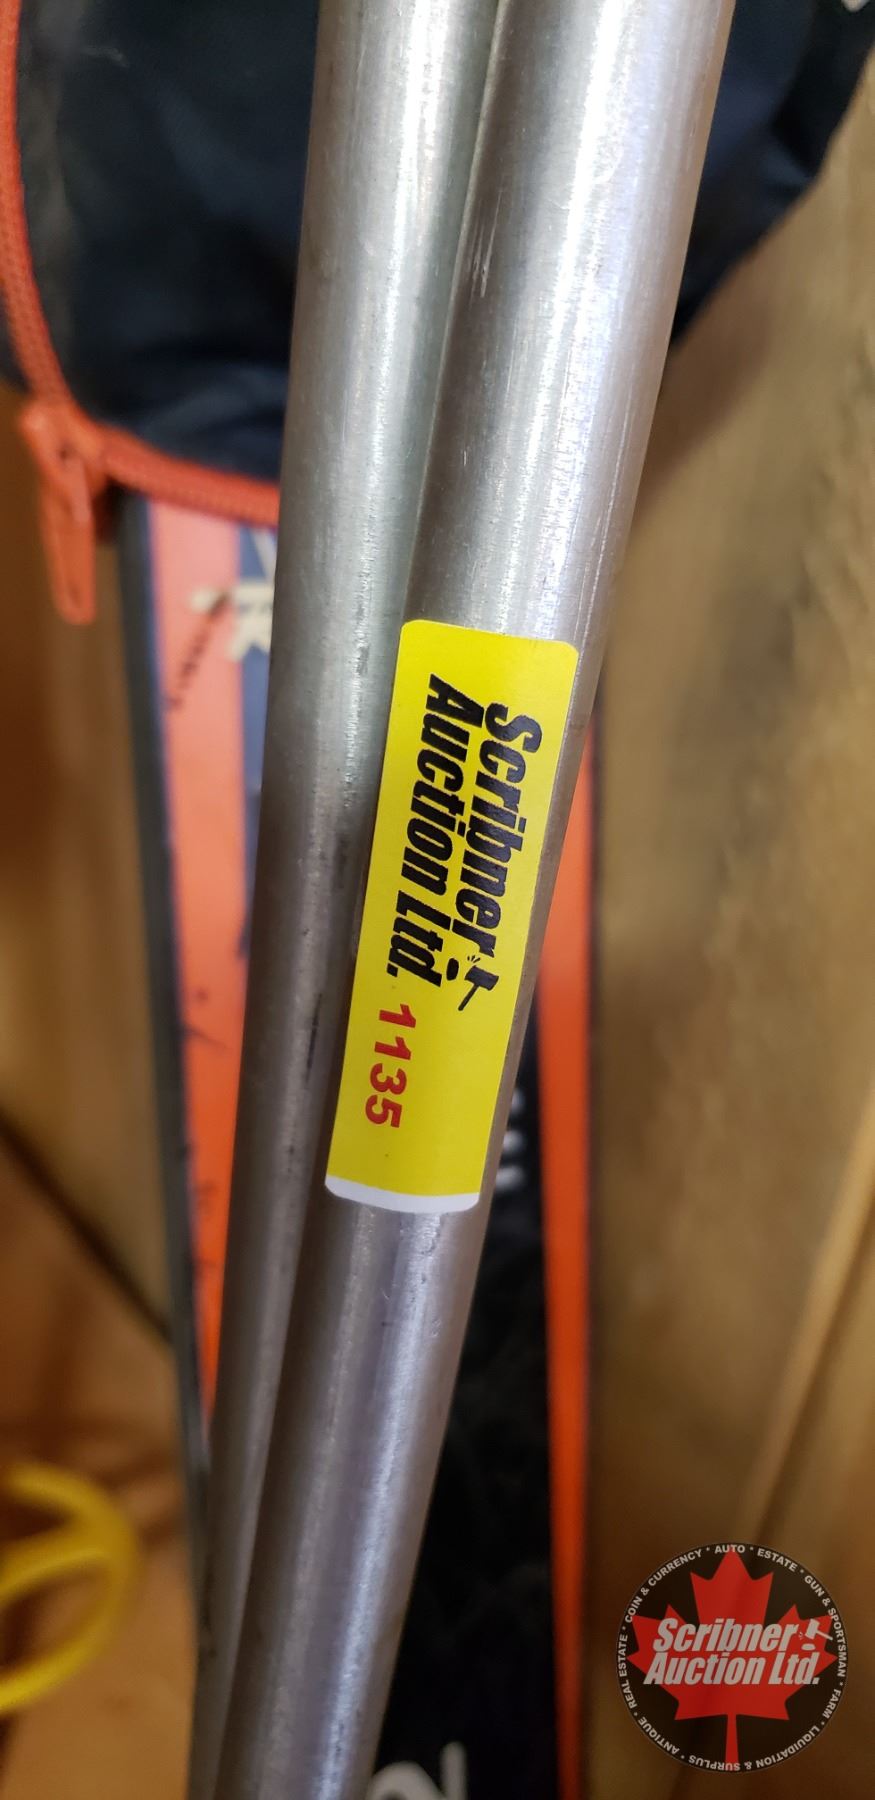 Scribner
Auction Ltd.
1135
Scribner
Auction Ltd.
ANTIQUE * REAL ESTATE * COIN & CURRENCY * AUTO * ESTATE * GUN & SPORTSMAN * FARM * LIQUIDATION & SURPLUS *